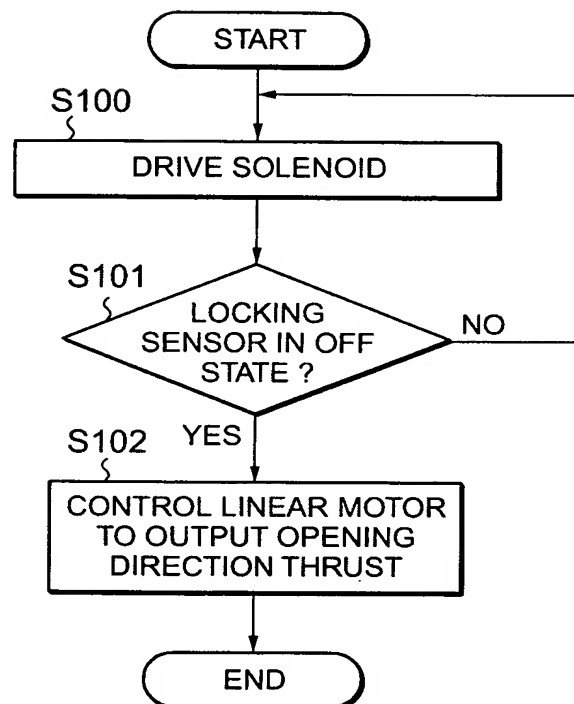 START
S100
DRIVE SOLENOID
S101
LOCKING
SENSOR IN OFF
STATE ?
NO
YES
S102
CONTROL LINEAR MOTOR
TO OUTPUT OPENING
DIRECTION THRUST
END